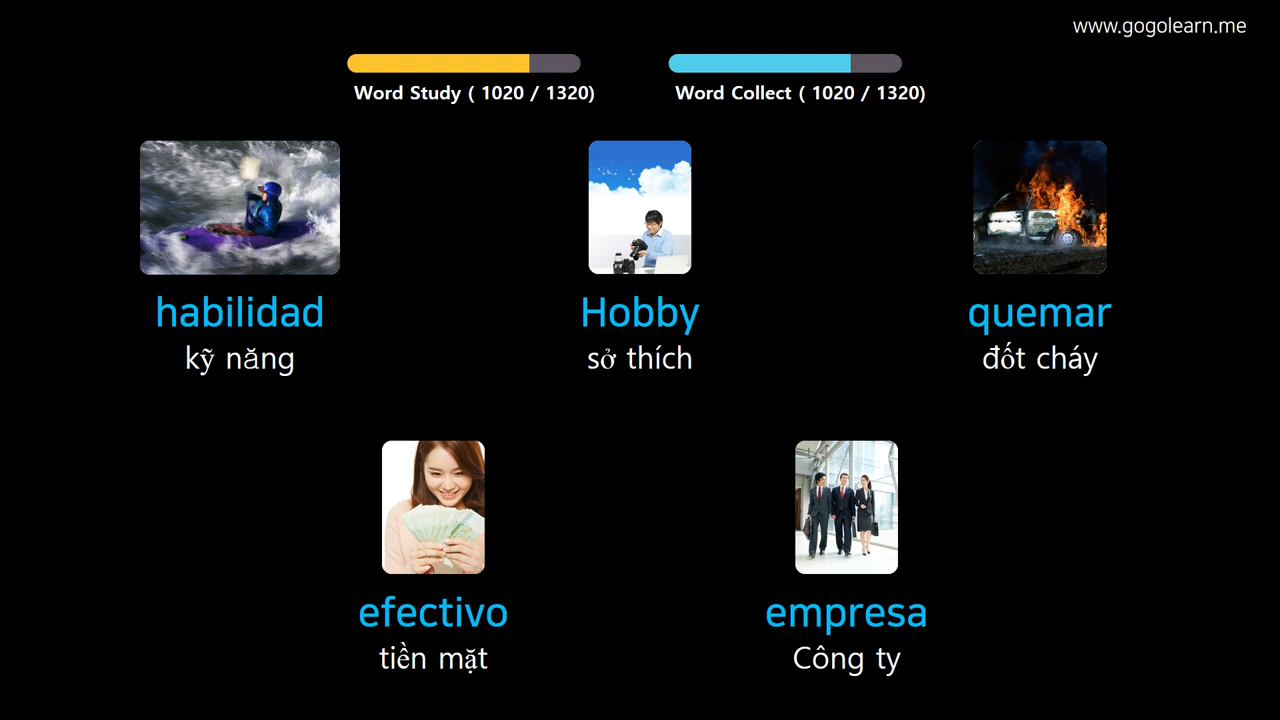 www.gogolearn.me
Word Study ( 1020 / 1320)
Word Collect ( 1020 / 1320)
habilidad
kỹ năng
Hobby
sở thích
quemar
đốt cháy
efectivo
tiền mặt
empresa
Công ty